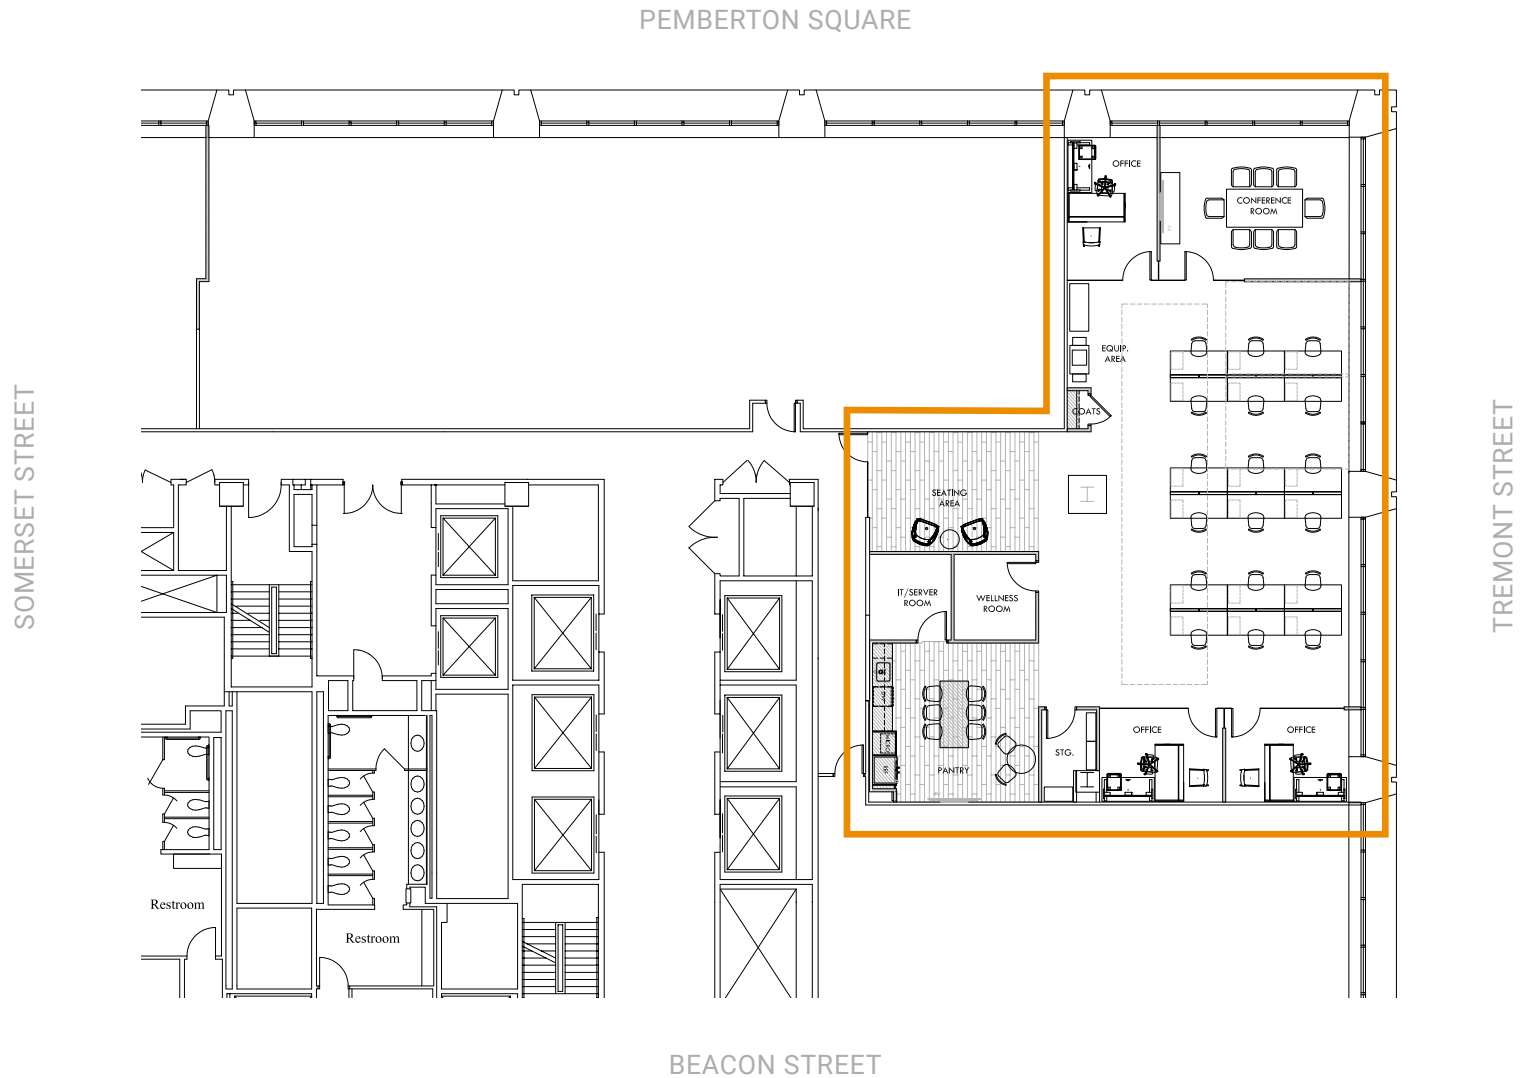 PEMBERTON SQUARE
OFFICE
CONFERENCE
ROOM
EQUIP.
AREA
COATS
SOMERSET STREET
TREMONT STREET
SEATING
AREA
IT/SERVER
ROOM
WELLNESS
ROOM
OFFICE
OFFICE
STG.
PANTRY
Restroom
Restroom
BEACON STREET